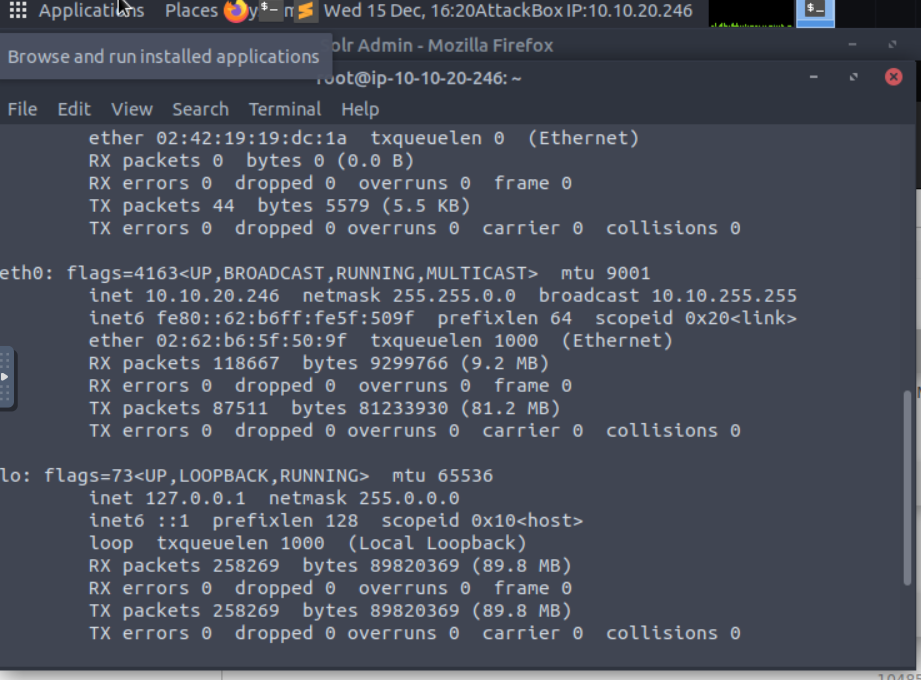 Applications Places Wed 15 Dec, 16:20 AttackBox IP:10.10.20.246
Browse and run installed applications
olr Admin - Mozilla Firefox
root@ip-10-10-20-246: ~
File Edit View Search Terminal Help
ether 02:42:19:19:dc:1a txqueuelen 0 (Ethernet)
RX packets 0 bytes 0 (0.0 B)
RX errors 0 dropped 0 overruns 0 frame 0
TX packets 44 bytes 5579 (5.5 KB)
TX errors 0 dropped 0 overruns 0 carrier 0 collisions 0
eth0: flags=4163<UP,BROADCAST,RUNNING,MULTICAST> mtu 9001
inet 10.10.20.246 netmask 255.255.0.0 broadcast 10.10.255.255
inet6 fe80::62:b6ff:fe5f:509f prefixlen 64 scopeid 0x20<link>
ether 02:62:b6:5f:50:9f txqueuelen 1000 (Ethernet)
RX packets 118667 bytes 9299766 (9.2 MB)
RX errors 0 dropped 0 overruns 0 frame 0
TX packets 87511 bytes 81233930 (81.2 MB)
TX errors 0 dropped 0 overruns 0 carrier 0 collisions 0
lo: flags=73<UP,LOOPBACK,RUNNING> mtu 65536
inet 127.0.0.1 netmask 255.0.0.0
inet6 ::1 prefixlen 128 scopeid 0x10<host>
loop txqueuelen 1000 (Local Loopback)
RX packets 258269 bytes 89820369 (89.8 MB)
RX errors 0 dropped 0 overruns 0 frame 0
TX packets 258269 bytes 89820369 (89.8 MB)
TX errors 0 dropped 0 overruns 0 carrier 0 collisions 0